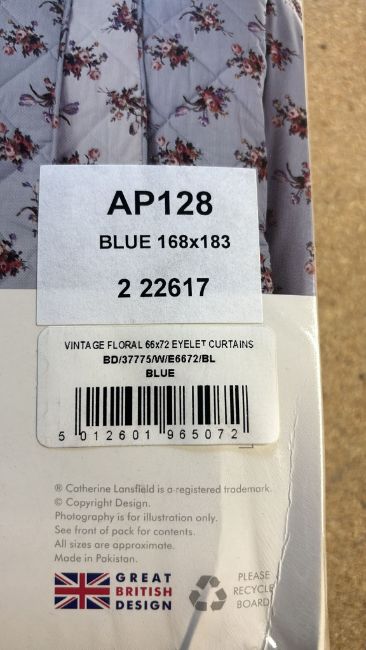 AP128
BLUE 168x183
2 22617
VINTAGE FLORAL 66x72 EYELET CURTAINS
BD/37775/W/E6672/BL
BLUE
5 012601 965072
® Catherine Lansfield is a registered trademark.
© Copyright Design.
Photography is for illustration only.
See front of pack for contents.
All sizes are approximate.
Made in Pakistan.
GREAT
BRITISH
DESIGN
PLEASE
RECYCLE
BOARD